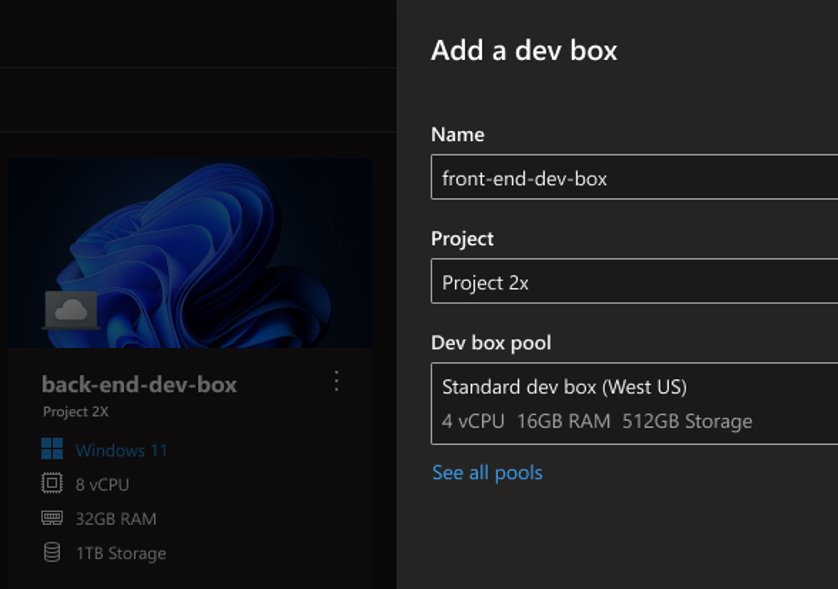 Add a dev box
Name
front-end-dev-box
Project
Project 2x
Dev box pool
Standard dev box (West US)
4 vCPU 16GB RAM 512GB Storage
See all pools
back-end-dev-box
Project 2X
Windows 11
8 vCPU
32GB RAM
1TB Storage